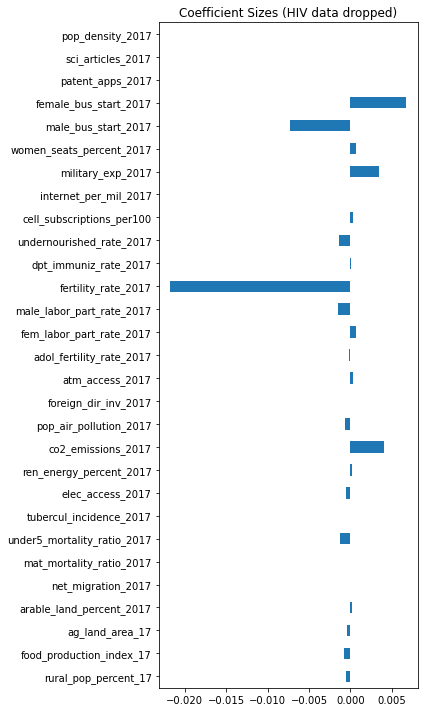 Coefficient Sizes (HIV data dropped)
pop_density_2017
sci_articles_2017
patent_apps_2017
female_bus_start_2017
male_bus_start_2017
women_seats_percent_2017
military_exp_2017
internet_per_mil_2017
cell_subscriptions_per100
undernourished_rate_2017
dpt_immuniz_rate_2017
fertility_rate_2017
male_labor_part_rate_2017
fem_labor_part_rate_2017
adol_fertility_rate_2017
atm_access_2017
foreign_dir_inv_2017
pop_air_pollution_2017
co2_emissions_2017
ren_energy_percent_2017
elec_access_2017
tubercul_incidence_2017
under5_mortality_ratio_2017
mat_mortality_ratio_2017
net_migration_2017
arable_land_percent_2017
ag_land_area_17
food_production_index_17
rural_pop_percent_17
−0.020 −0.015 −0.010 −0.005 0.000 0.005